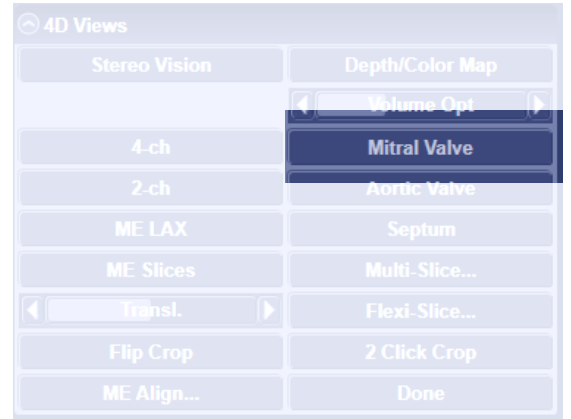 4D Views
Stereo Vision Depth/Color Map
Volume Opt
4-ch Mitral Valve
2-ch Aortic Valve
ME LAX Septum
ME Slices Multi-Slice...
Transl. Flexi-Slice...
Flip Crop 2 Click Crop
ME Align... Done